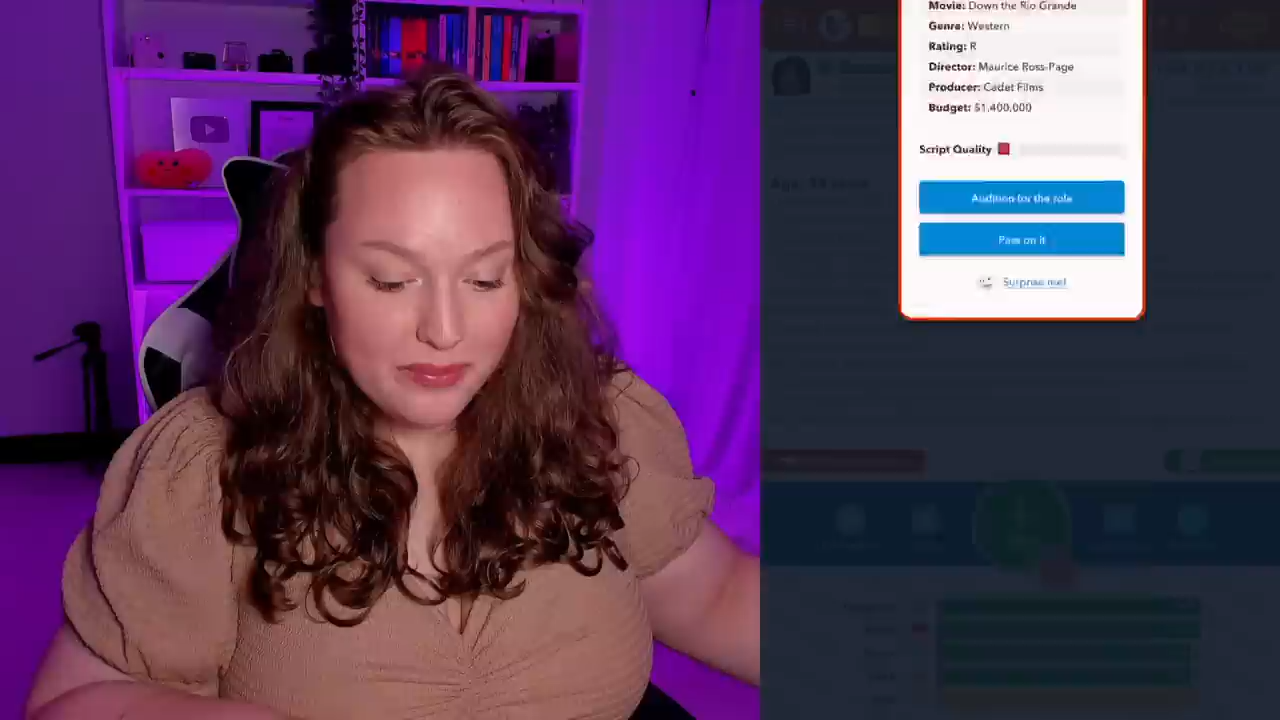 Movie: Down the Rio Grande
Genre: Western
Rating: R
Director: Maurice Ross-Page
Producer: Cadet Films
Budget: $1,400,000
Script Quality
Audition for the role
Pass on it
Surprise me!